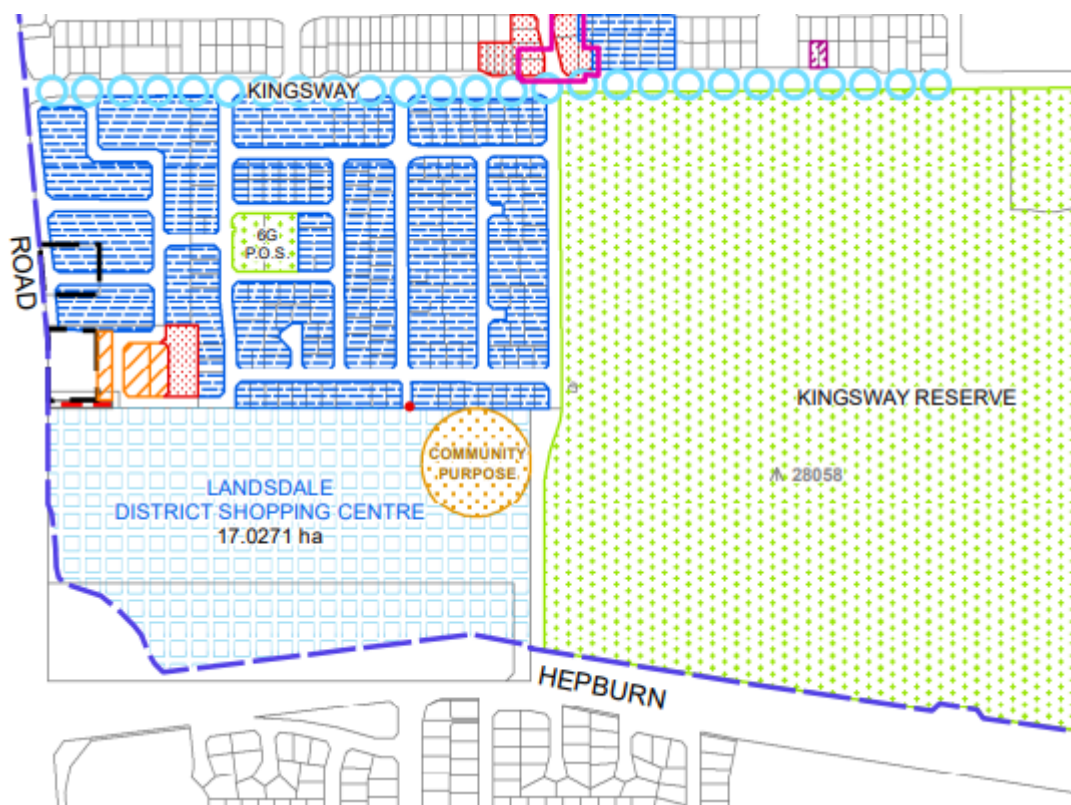 KINGSWAY
6G
P.O.S.
ROAD
KINGSWAY RESERVE
COMMUNITY
PURPOSE
28058
LANDSDALE
DISTRICT SHOPPING CENTRE
17.0271 ha
HEPBURN